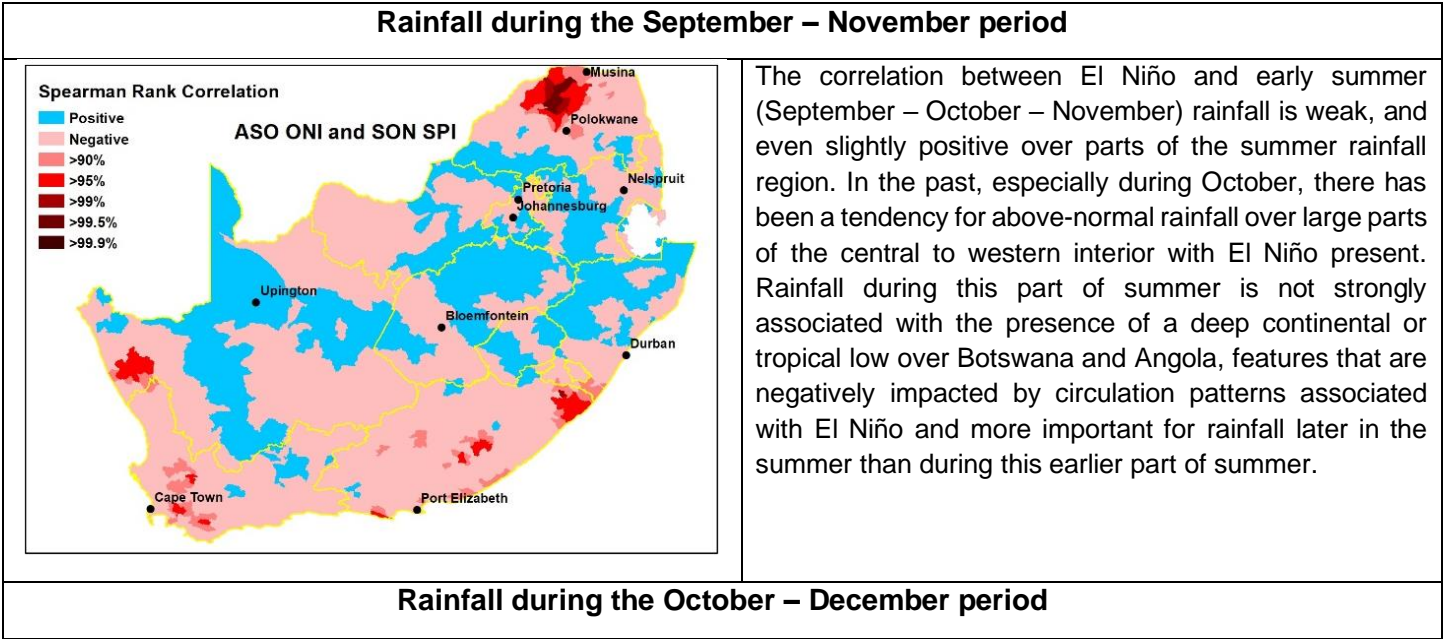 Rainfall during the September – November period
Spearman Rank Correlation
Positive
Negative
>90%
>95%
>99%
>99.5%
>99.9%
ASO ONI and SON SPI
Musina
Polokwane
Nelspruit
Pretoria
Johannesburg
Upington
Bloemfontein
Durban
Cape Town
Port Elizabeth
The correlation between El Niño and early summer
(September – October – November) rainfall is weak, and
even slightly positive over parts of the summer rainfall
region. In the past, especially during October, there has
been a tendency for above-normal rainfall over large parts
of the central to western interior with El Niño present.
Rainfall during this part of summer is not strongly
associated with the presence of a deep continental or
tropical low over Botswana and Angola, features that are
negatively impacted by circulation patterns associated
with El Niño and more important for rainfall later in the
summer than during this earlier part of summer.
Rainfall during the October – December period